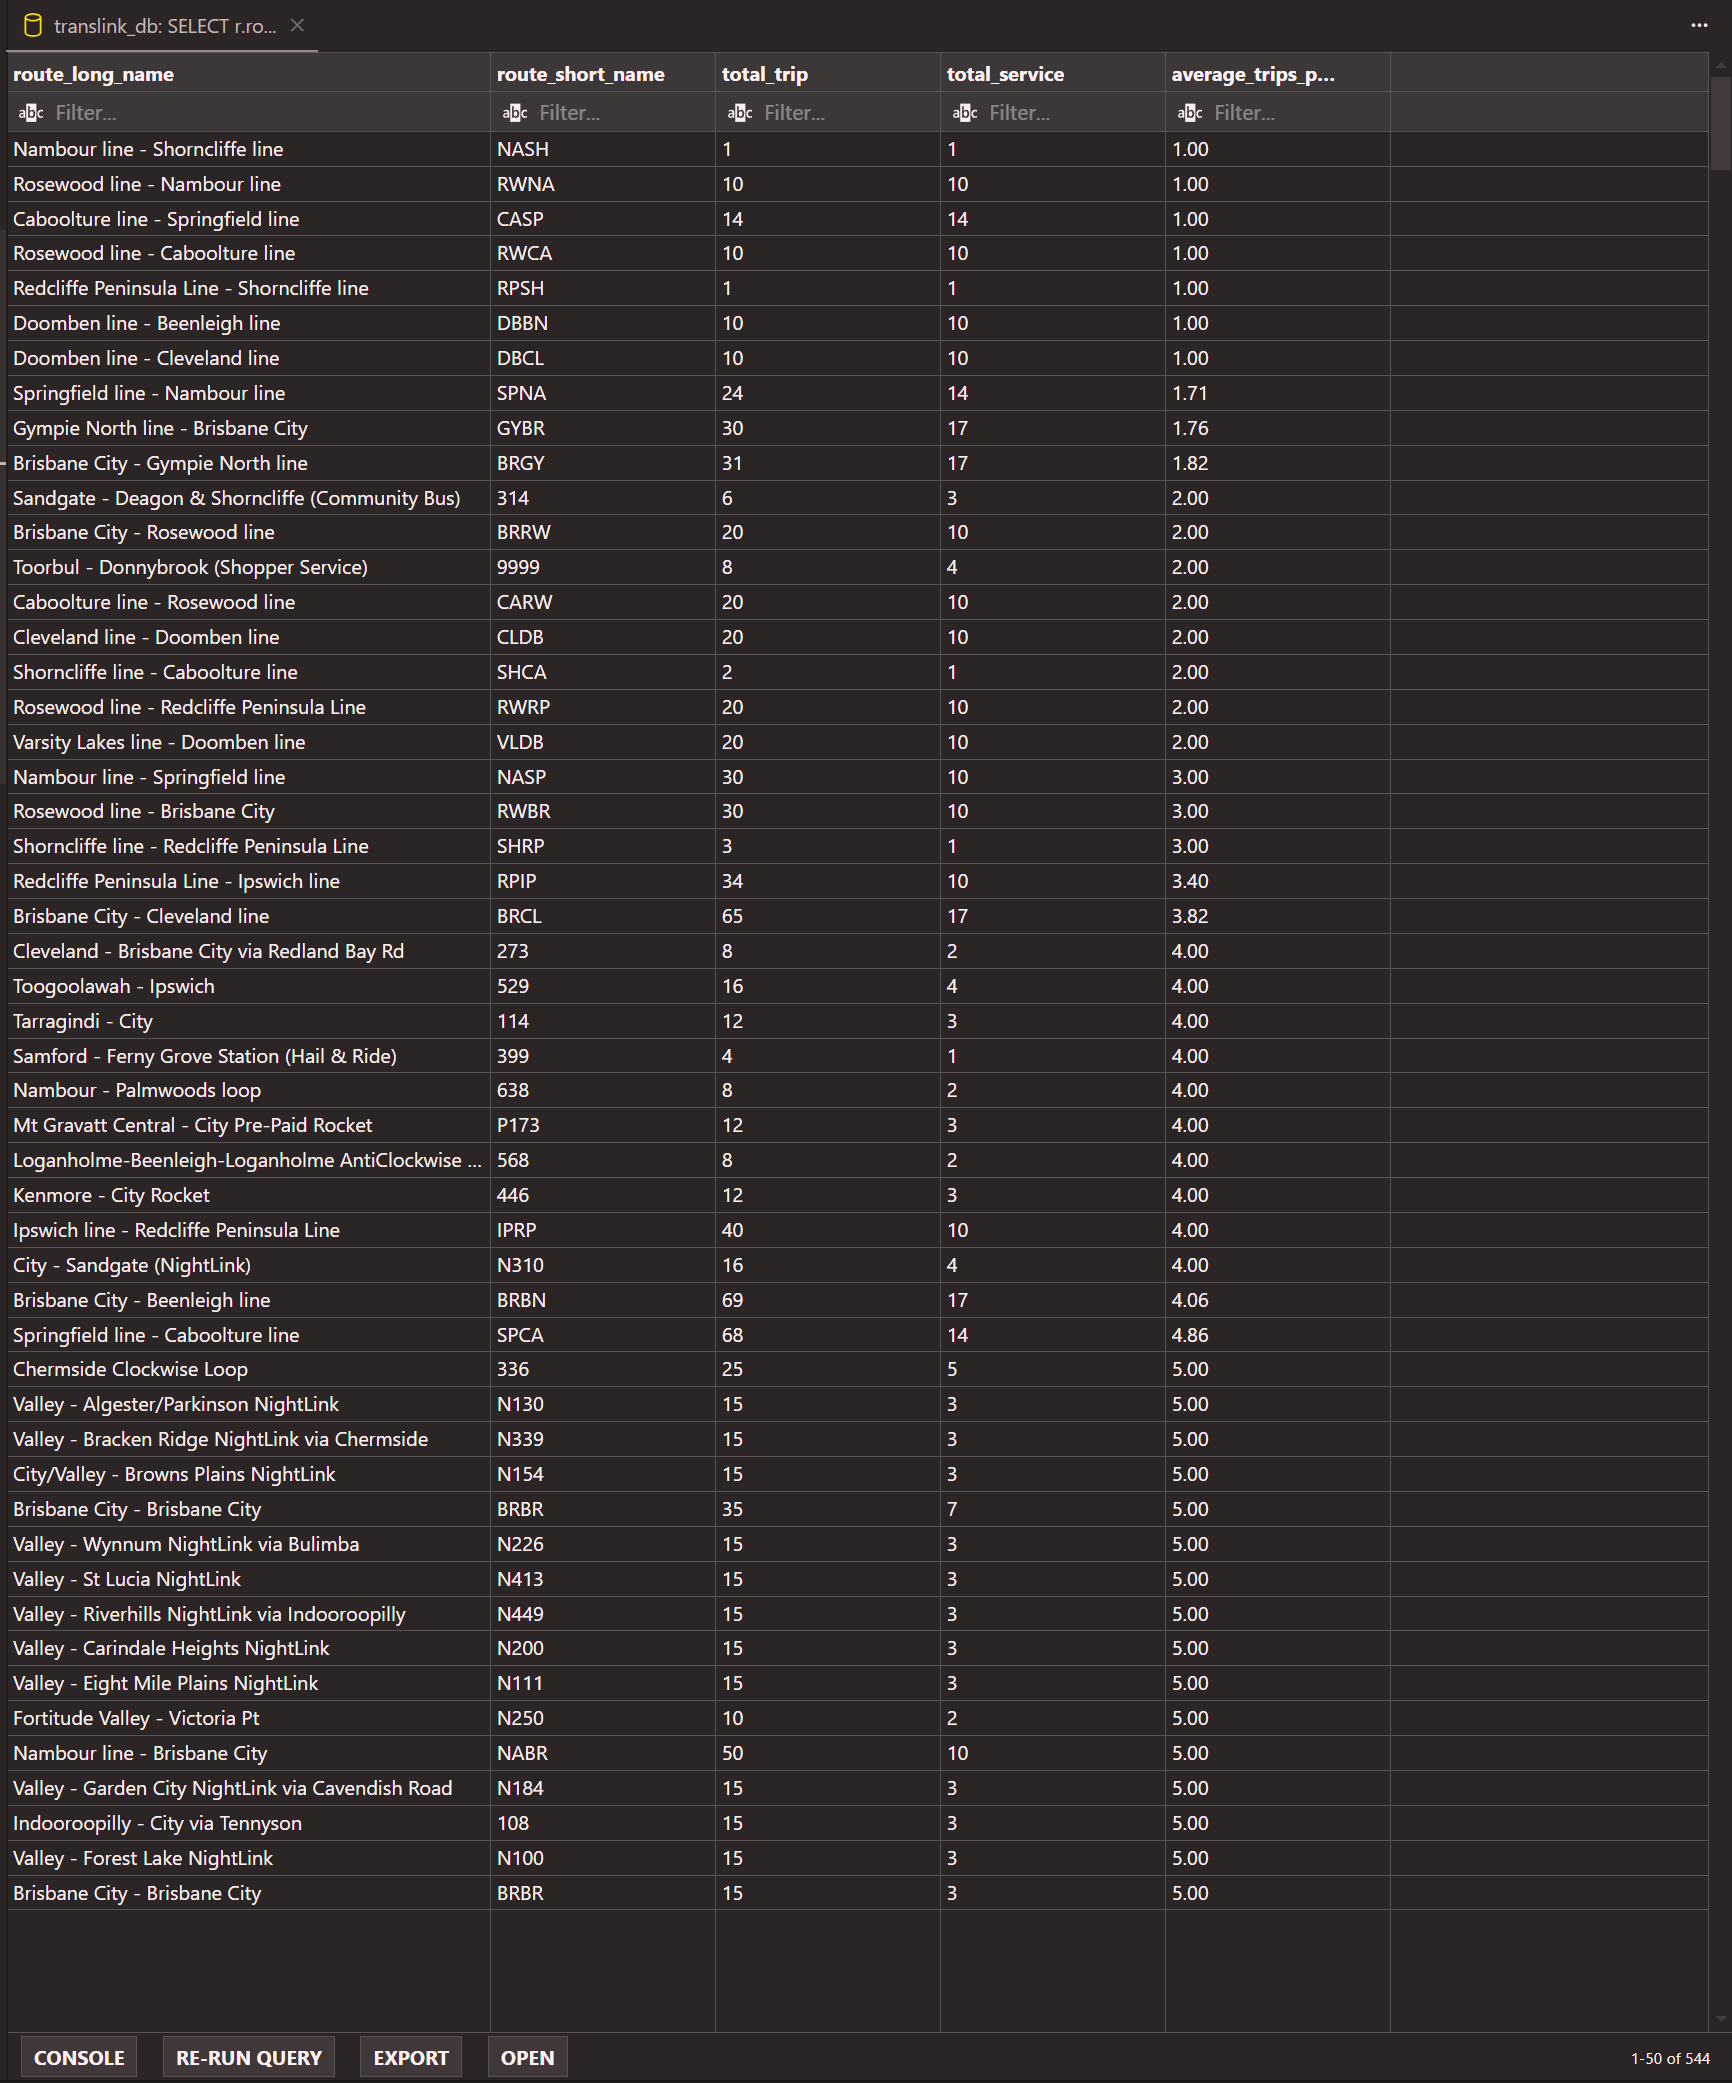 translink_db: SELECT r.ro...
route_long_name route_short_name total_trip total_service average_trips_p...
abc Filter... abc Filter... abc Filter... abc Filter... abc Filter...
Nambour line - Shorncliffe line NASH 1 1 1.00
Rosewood line - Nambour line RWNA 10 10 1.00
Caboolture line - Springfield line CASP 14 14 1.00
Rosewood line - Caboolture line RWCA 10 10 1.00
Redcliffe Peninsula Line - Shorncliffe line RPSH 1 1 1.00
Doomben line - Beenleigh line DBBN 10 10 1.00
Doomben line - Cleveland line DBCL 10 10 1.00
Springfield line - Nambour line SPNA 24 14 1.71
Gympie North line - Brisbane City GYBR 30 17 1.76
Brisbane City - Gympie North line BRGY 31 17 1.82
Sandgate - Deagon & Shorncliffe (Community Bus) 314 6 3 2.00
Brisbane City - Rosewood line BRRW 20 10 2.00
Toorbul - Donnybrook (Shopper Service) 9999 8 4 2.00
Caboolture line - Rosewood line CARW 20 10 2.00
Cleveland line - Doomben line CLDB 20 10 2.00
Shorncliffe line - Caboolture line SHCA 2 1 2.00
Rosewood line - Redcliffe Peninsula Line RWRP 20 10 2.00
Varsity Lakes line - Doomben line VLDB 20 10 2.00
Nambour line - Springfield line NASP 30 10 3.00
Rosewood line - Brisbane City RWBR 30 10 3.00
Shorncliffe line - Redcliffe Peninsula Line SHRP 3 1 3.00
Redcliffe Peninsula Line - Ipswich line RPIP 34 10 3.40
Brisbane City - Cleveland line BRCL 65 17 3.82
Cleveland - Brisbane City via Redland Bay Rd 273 8 2 4.00
Toogoolawah - Ipswich 529 16 4 4.00
Tarragindi - City 114 12 3 4.00
Samford - Ferny Grove Station (Hail & Ride) 399 4 1 4.00
Nambour - Palmwoods loop 638 8 2 4.00
Mt Gravatt Central - City Pre-Paid Rocket P173 12 3 4.00
Loganholme-Beenleigh-Loganholme AntiClockwise ... 568 8 2 4.00
Kenmore - City Rocket 446 12 3 4.00
Ipswich line - Redcliffe Peninsula Line IPRP 40 10 4.00
City - Sandgate (NightLink) N310 16 4 4.00
Brisbane City - Beenleigh line BRBN 69 17 4.06
Springfield line - Caboolture line SPCA 68 14 4.86
Chermside Clockwise Loop 336 25 5 5.00
Valley - Algester/Parkinson NightLink N130 15 3 5.00
Valley - Bracken Ridge NightLink via Chermside N339 15 3 5.00
City/Valley - Browns Plains NightLink N154 15 3 5.00
Brisbane City - Brisbane City BRBR 35 7 5.00
Valley - Wynnum NightLink via Bulimba N226 15 3 5.00
Valley - St Lucia NightLink N413 15 3 5.00
Valley - Riverhills NightLink via Indooroopilly N449 15 3 5.00
Valley - Carindale Heights NightLink N200 15 3 5.00
Valley - Eight Mile Plains NightLink N111 15 3 5.00
Fortitude Valley - Victoria Pt N250 10 2 5.00
Nambour line - Brisbane City NABR 50 10 5.00
Valley - Garden City NightLink via Cavendish Road N184 15 3 5.00
Indooroopilly - City via Tennyson 108 15 3 5.00
Valley - Forest Lake NightLink N100 15 3 5.00
Brisbane City - Brisbane City BRBR 15 3 5.00
CONSOLE RE-RUN QUERY EXPORT OPEN 1-50 of 544